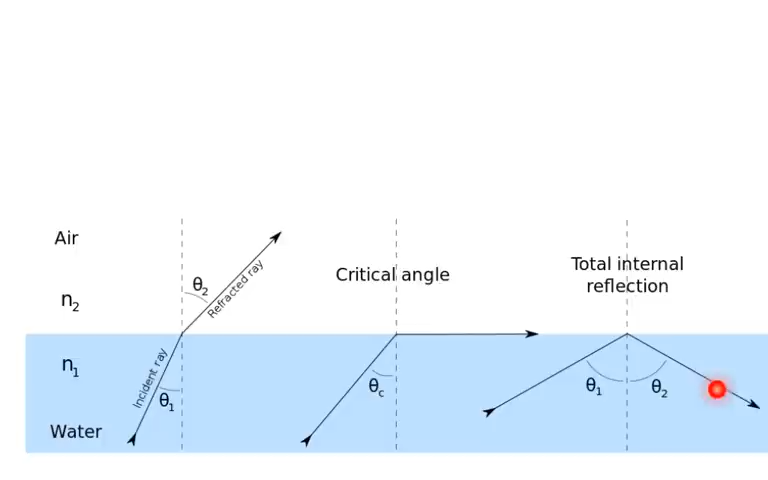 Air
n2
n1
Water
Incident ray
θ1
θ2
Refracted ray
Critical angle
θc
Total internal
reflection
θ1
θ2